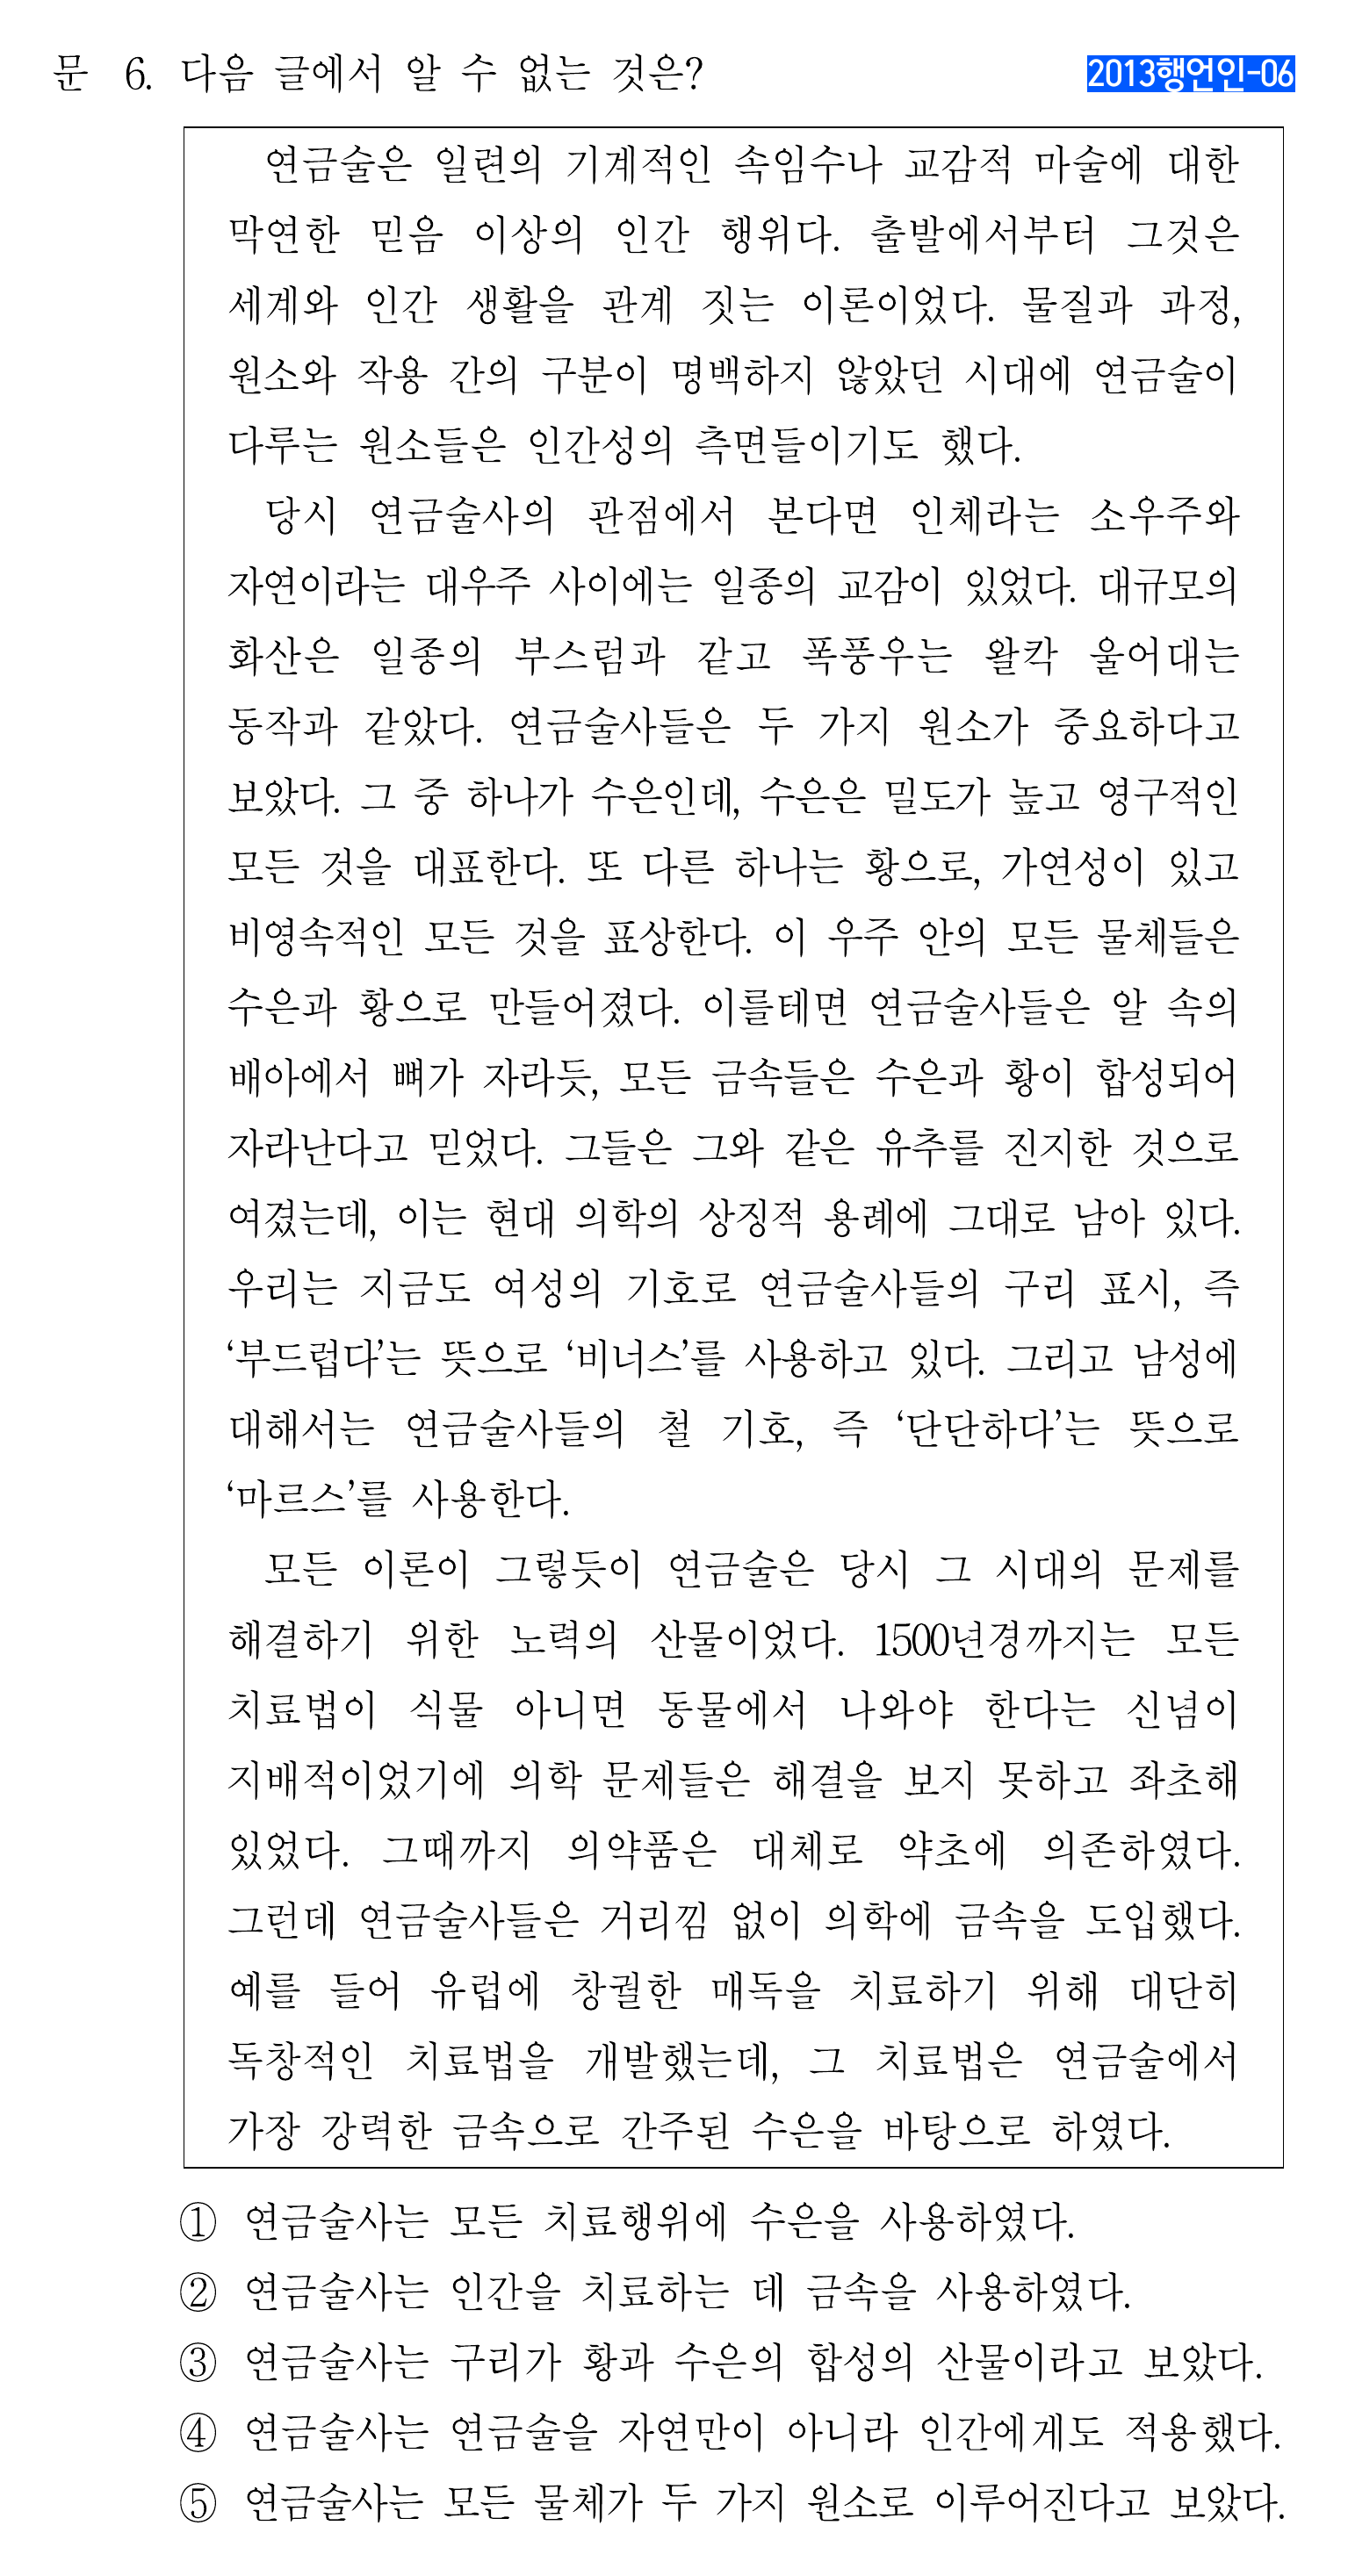 문 6. 다음 글에서 알 수 없는 것은?
2013행언인-06
연금술은 일련의 기계적인 속임수나 교감적 마술에 대한
막연한 믿음 이상의 인간 행위다. 출발에서부터 그것은
세계와 인간 생활을 관계 짓는 이론이었다. 물질과 과정,
원소와 작용 간의 구분이 명백하지 않았던 시대에 연금술이
다루는 원소들은 인간성의 측면들이기도 했다.
당시 연금술사의 관점에서 본다면 인체라는 소우주와
자연이라는 대우주 사이에는 일종의 교감이 있었다. 대규모의
화산은 일종의 부스럼과 같고 폭풍우는 왈칵 울어대는
동작과 같았다. 연금술사들은 두 가지 원소가 중요하다고
보았다. 그 중 하나가 수은인데, 수은은 밀도가 높고 영구적인
모든 것을 대표한다. 또 다른 하나는 황으로, 가연성이 있고
비영속적인 모든 것을 표상한다. 이 우주 안의 모든 물체들은
수은과 황으로 만들어졌다. 이를테면 연금술사들은 알 속의
배아에서 뼈가 자라듯, 모든 금속들은 수은과 황이 합성되어
자라난다고 믿었다. 그들은 그와 같은 유추를 진지한 것으로
여겼는데, 이는 현대 의학의 상징적 용례에 그대로 남아 있다.
우리는 지금도 여성의 기호로 연금술사들의 구리 표시, 즉
‘부드럽다’는 뜻으로 ‘비너스’를 사용하고 있다. 그리고 남성에
대해서는 연금술사들의 철 기호, 즉 ‘단단하다’는 뜻으로
‘마르스’를 사용한다.
모든 이론이 그렇듯이 연금술은 당시 그 시대의 문제를
해결하기 위한 노력의 산물이었다. 1500년경까지는 모든
치료법이 식물 아니면 동물에서 나와야 한다는 신념이
지배적이었기에 의학 문제들은 해결을 보지 못하고 좌초해
있었다. 그때까지 의약품은 대체로 약초에 의존하였다.
그런데 연금술사들은 거리낌 없이 의학에 금속을 도입했다.
예를 들어 유럽에 창궐한 매독을 치료하기 위해 대단히
독창적인 치료법을 개발했는데, 그 치료법은 연금술에서
가장 강력한 금속으로 간주된 수은을 바탕으로 하였다.
① 연금술사는 모든 치료행위에 수은을 사용하였다.
② 연금술사는 인간을 치료하는 데 금속을 사용하였다.
③ 연금술사는 구리가 황과 수은의 합성의 산물이라고 보았다.
④ 연금술사는 연금술을 자연만이 아니라 인간에게도 적용했다.
⑤ 연금술사는 모든 물체가 두 가지 원소로 이루어진다고 보았다.